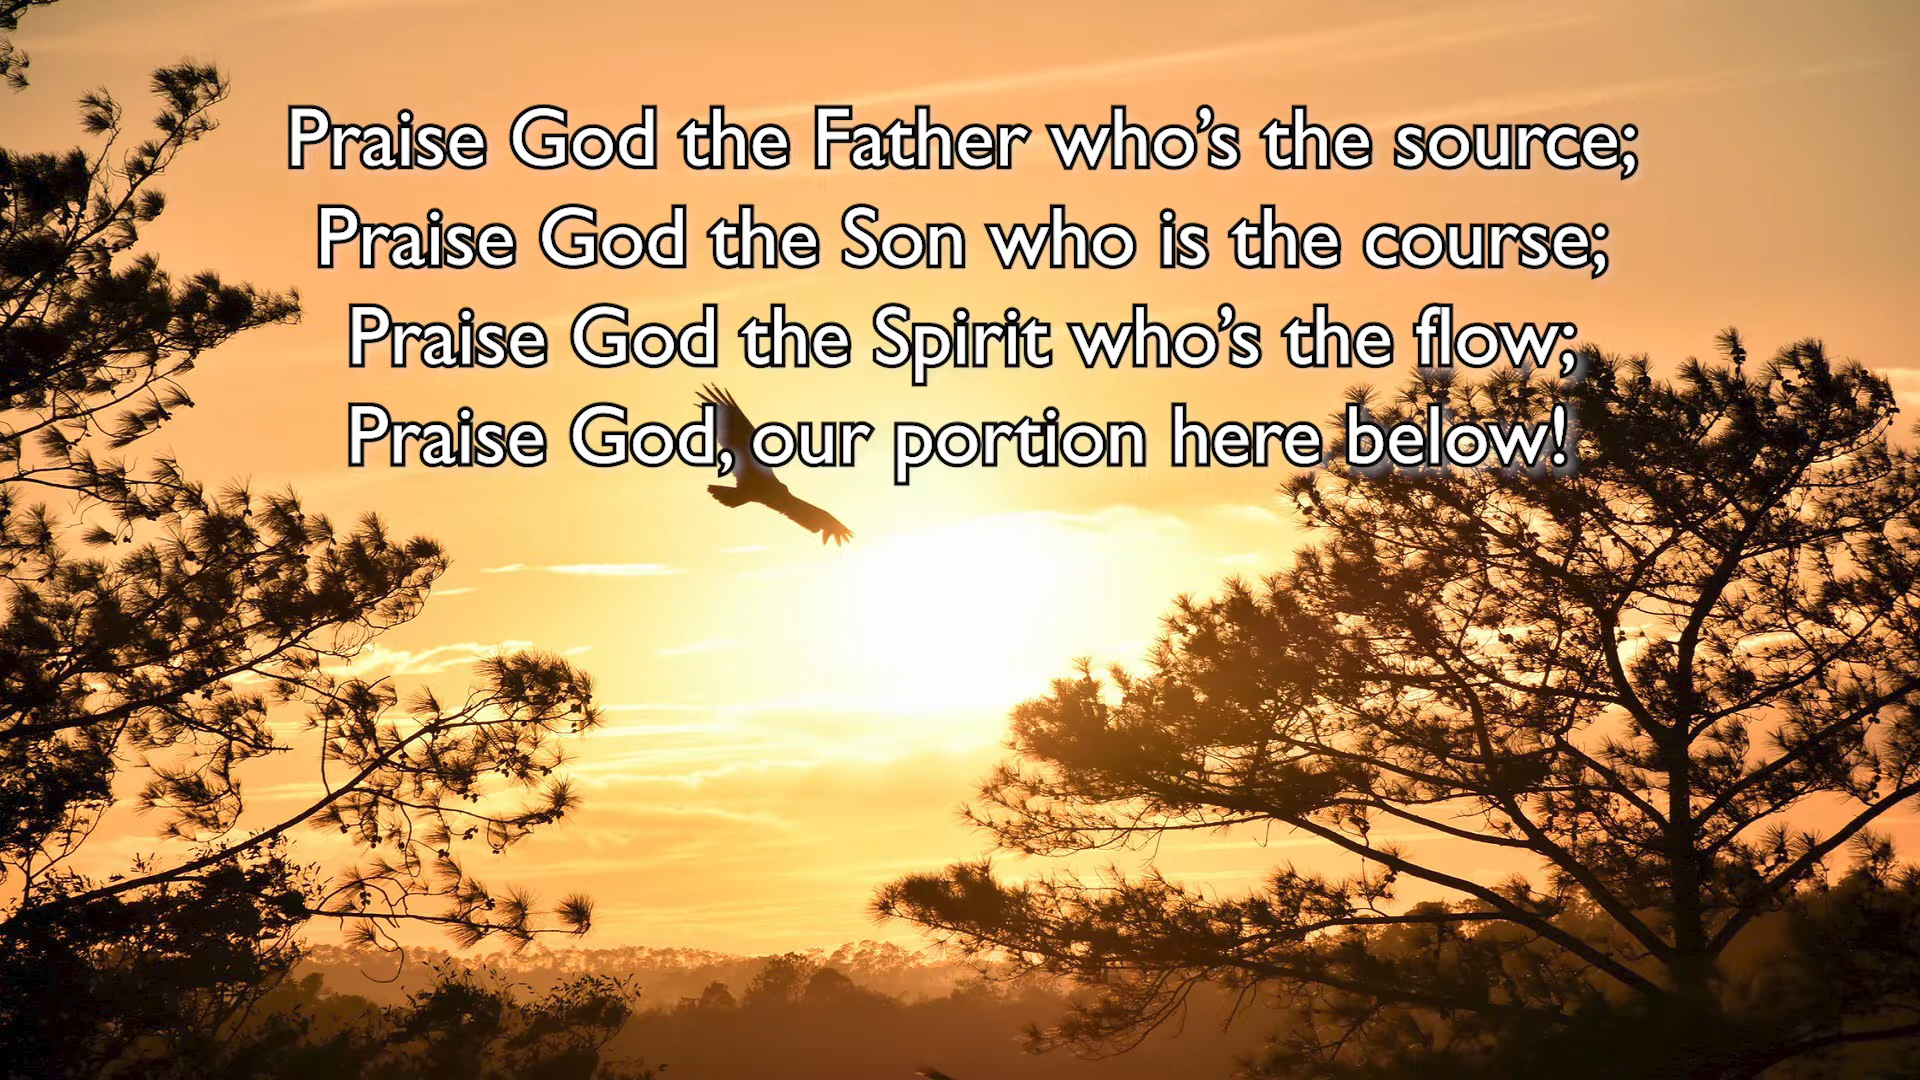 Praise God the Father who’s the source;
Praise God the Son who is the course;
Praise God the Spirit who’s the flow;
Praise God, our portion here below!